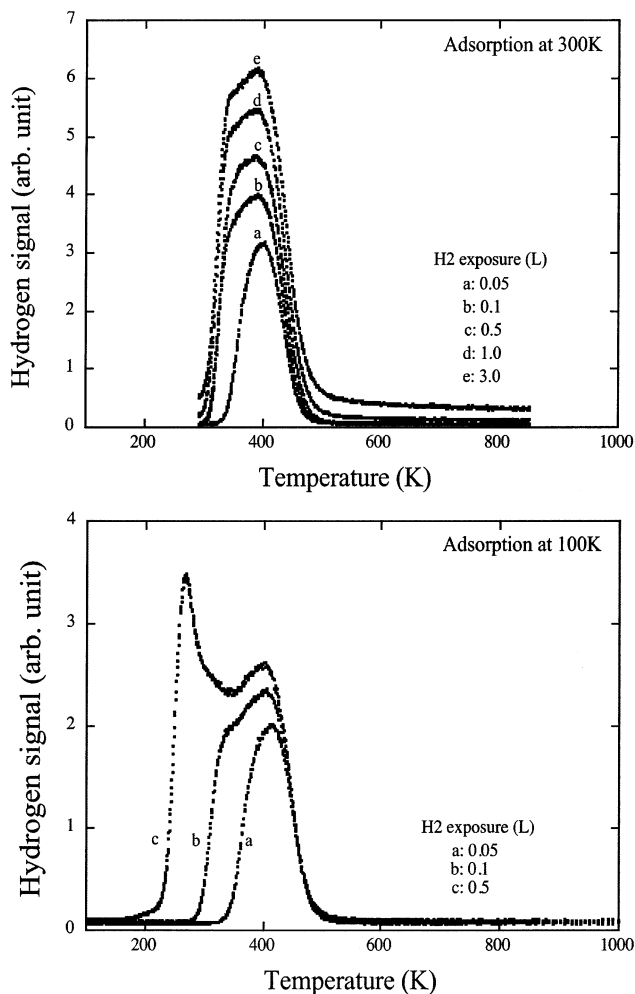 Adsorption at 300K
Hydrogen signal (arb. unit)
7
6
5
4
3
2
1
0
e
d
c
b
a
H2 exposure (L)
a: 0.05
b: 0.1
c: 0.5
d: 1.0
e: 3.0
200 400 600 800 1000
Temperature (K)
Adsorption at 100K
Hydrogen signal (arb. unit)
4
3
2
1
0
c b a
H2 exposure (L)
a: 0.05
b: 0.1
c: 0.5
200 400 600 800 1000
Temperature (K)